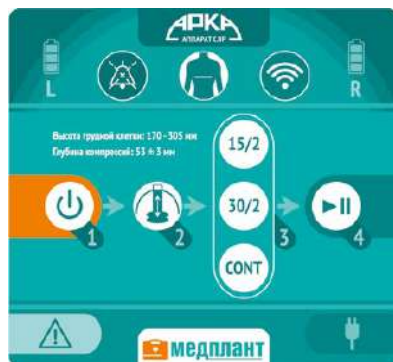 АРКА
АППАРАТ СЛР
L
R
Высота грудной клетки: 170 - 305 мм
Глубина компрессий: 53 ± 3 мм
15/2
30/2
CONT
1
2
3
4
медплант